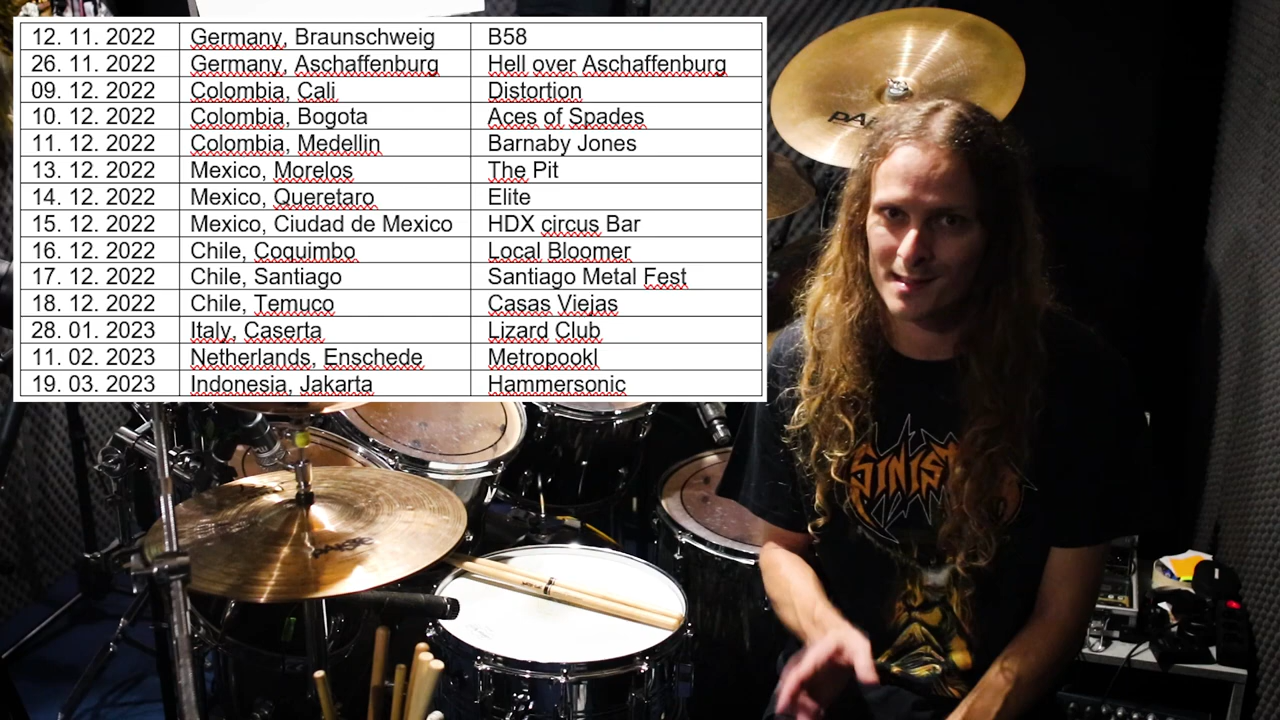 12. 11. 2022 Germany, Braunschweig B58
26. 11. 2022 Germany, Aschaffenburg Hell over Aschaffenburg
09. 12. 2022 Colombia, Cali Distortion
10. 12. 2022 Colombia, Bogota Aces of Spades
11. 12. 2022 Colombia, Medellin Barnaby Jones
13. 12. 2022 Mexico, Morelos The Pit
14. 12. 2022 Mexico, Queretaro Elite
15. 12. 2022 Mexico, Ciudad de Mexico HDX circus Bar
16. 12. 2022 Chile, Coquimbo Local Bloomer
17. 12. 2022 Chile, Santiago Santiago Metal Fest
18. 12. 2022 Chile, Temuco Casas Viejas
28. 01. 2023 Italy, Caserta Lizard Club
11. 02. 2023 Netherlands, Enschede Metropookl
19. 03. 2023 Indonesia, Jakarta Hammersonic